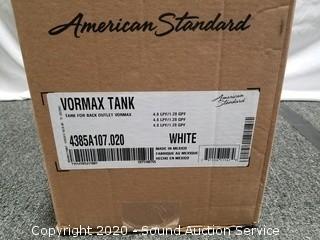 American Standard
VORMAX TANK
TANK FOR BACK OUTLET VORMAX
4.8 LPF/1.28 GPF
4.8 LPF/1.28 GPF
4.8 LPF/1.28 GPF
American Standard
4385A107.020
WHITE
MADE IN MEXICO
FABRIQUE AU MEXIQUE
HECHO EN MEXICO
Copyright 2020 - Sound Auction Service